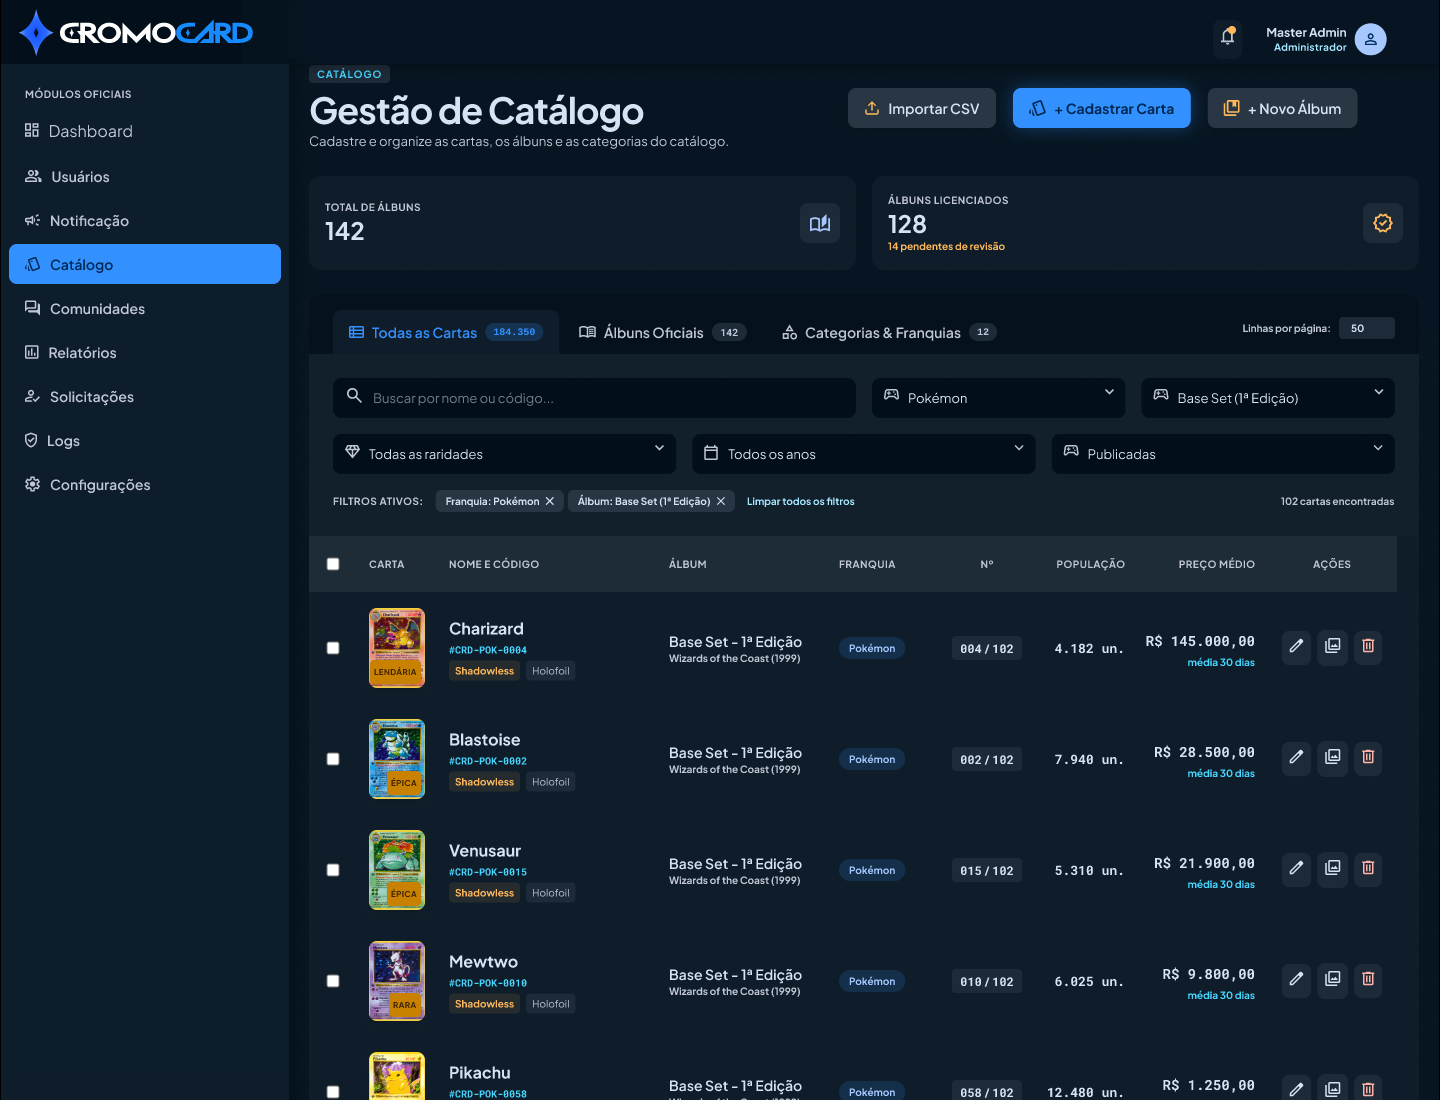 CROMOCARD
Master Admin
Administrador
MÓDULOS OFICIAIS
Dashboard
Usuários
Notificação
Catálogo
Comunidades
Relatórios
Solicitações
Logs
Configurações
CATÁLOGO
Gestão de Catálogo
Cadastre e organize as cartas, os álbuns e as categorias do catálogo.
Importar CSV
+ Cadastrar Carta
+ Novo Álbum
TOTAL DE ÁLBUNS
142
ÁLBUNS LICENCIADOS
128
14 pendentes de revisão
Todas as Cartas 184.350
Álbuns Oficiais 142
Categorias & Franquias 12
Linhas por página: 50
Buscar por nome ou código...
Pokémon
Base Set (1ª Edição)
Todas as raridades
Todos os anos
Publicadas
FILTROS ATIVOS: Franquia: Pokémon Álbum: Base Set (1ª Edição) Limpar todos os filtros 102 cartas encontradas
CARTA NOME E CÓDIGO ÁLBUM FRANQUIA Nº POPULAÇÃO PREÇO MÉDIO AÇÕES
LENDÁRIA
Charizard
#CRD-POK-0004
Shadowless Holofoil
Base Set - 1ª Edição
Wizards of the Coast (1999)
Pokémon
004/102
4.182 un.
R$ 145.000,00
média 30 dias
ÉPICA
Blastoise
#CRD-POK-0002
Shadowless Holofoil
Base Set - 1ª Edição
Wizards of the Coast (1999)
Pokémon
002/102
7.940 un.
R$ 28.500,00
média 30 dias
ÉPICA
Venusaur
#CRD-POK-0015
Shadowless Holofoil
Base Set - 1ª Edição
Wizards of the Coast (1999)
Pokémon
015/102
5.310 un.
R$ 21.900,00
média 30 dias
RARA
Mewtwo
#CRD-POK-0010
Shadowless Holofoil
Base Set - 1ª Edição
Wizards of the Coast (1999)
Pokémon
010/102
6.025 un.
R$ 9.800,00
média 30 dias
Pikachu
#CRD-POK-0058
Base Set - 1ª Edição
Wizards of the Coast (1999)
Pokémon
058/102
12.480 un.
R$ 1.250,00